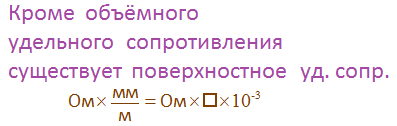 Кроме объёмного
удельного сопротивления
существует поверхностное уд. сопр.
Ом× мм/м = Ом×□×10⁻³